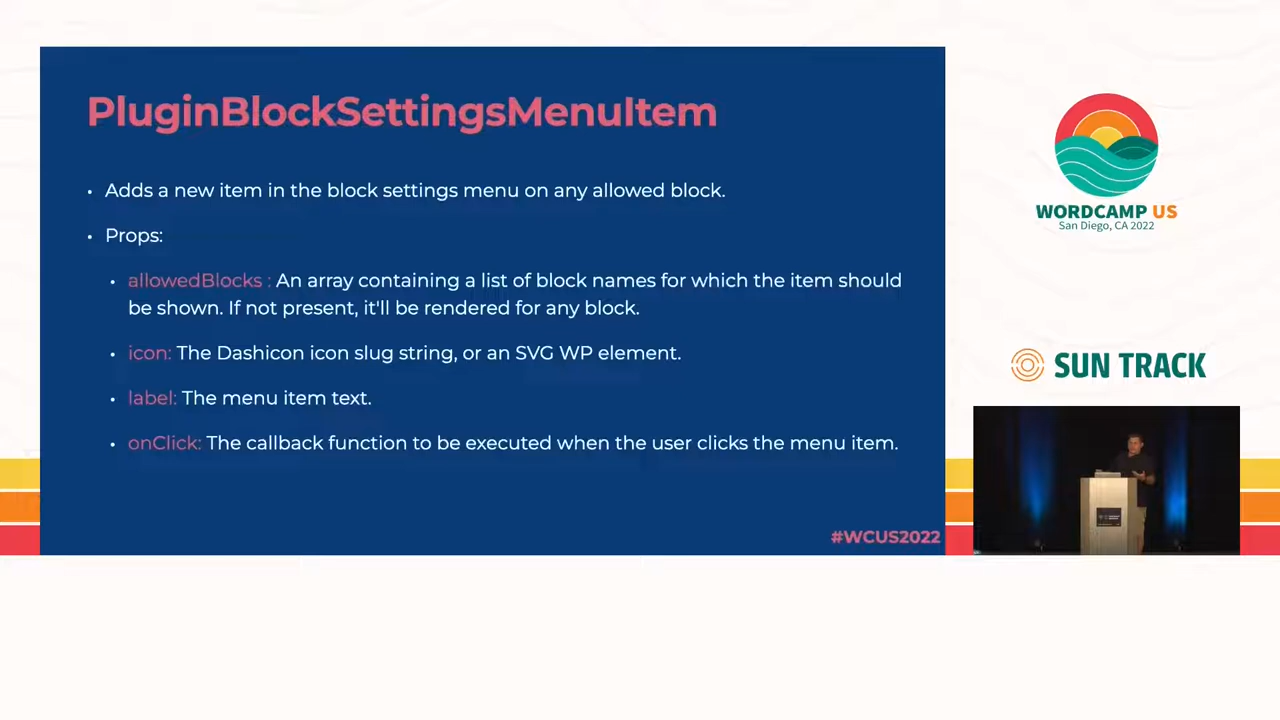 PluginBlockSettingsMenuItem
• Adds a new item in the block settings menu on any allowed block.
• Props:
• allowedBlocks : An array containing a list of block names for which the item should
be shown. If not present, it'll be rendered for any block.
• icon: The Dashicon icon slug string, or an SVG WP element.
• label: The menu item text.
• onClick: The callback function to be executed when the user clicks the menu item.
#WCUS2022
WORDCAMP US
San Diego, CA 2022
SUN TRACK